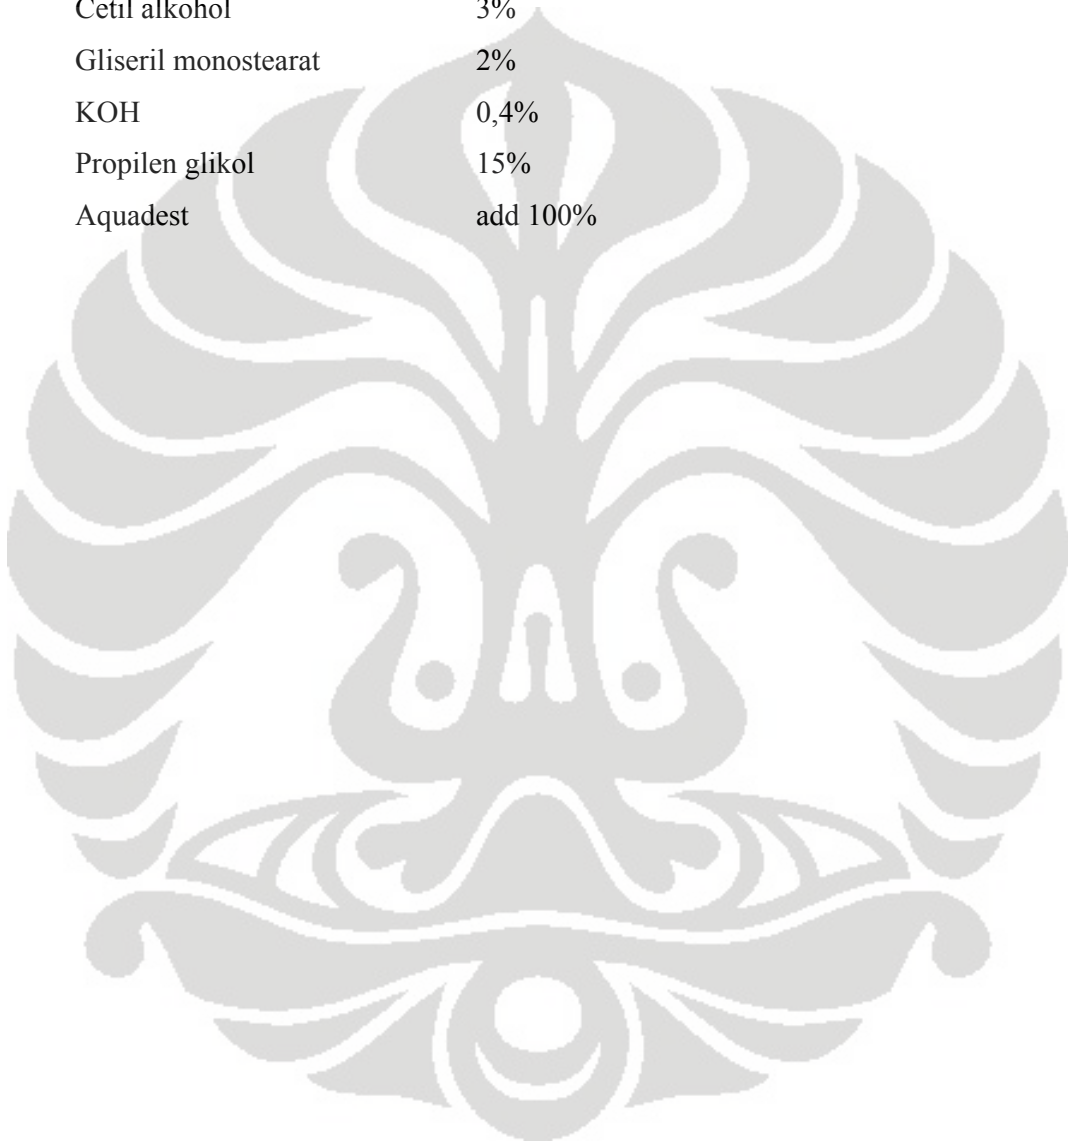 Cetil alkohol 3%
Gliseril monostearat 2%
KOH 0,4%
Propilen glikol 15%
Aquadest add 100%